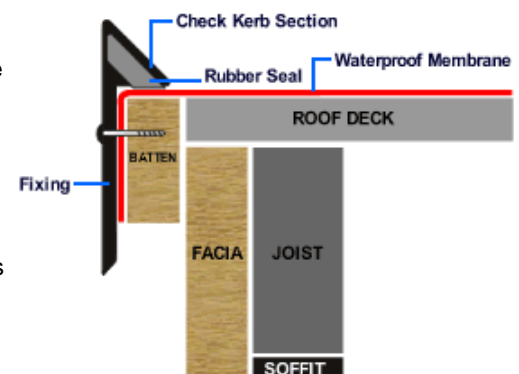 Check Kerb Section
e
Waterproof Membrane
Rubber Seal
ROOF DECK
BATTEN
Fixing
FACIA
JOIST
s
SOFFIT